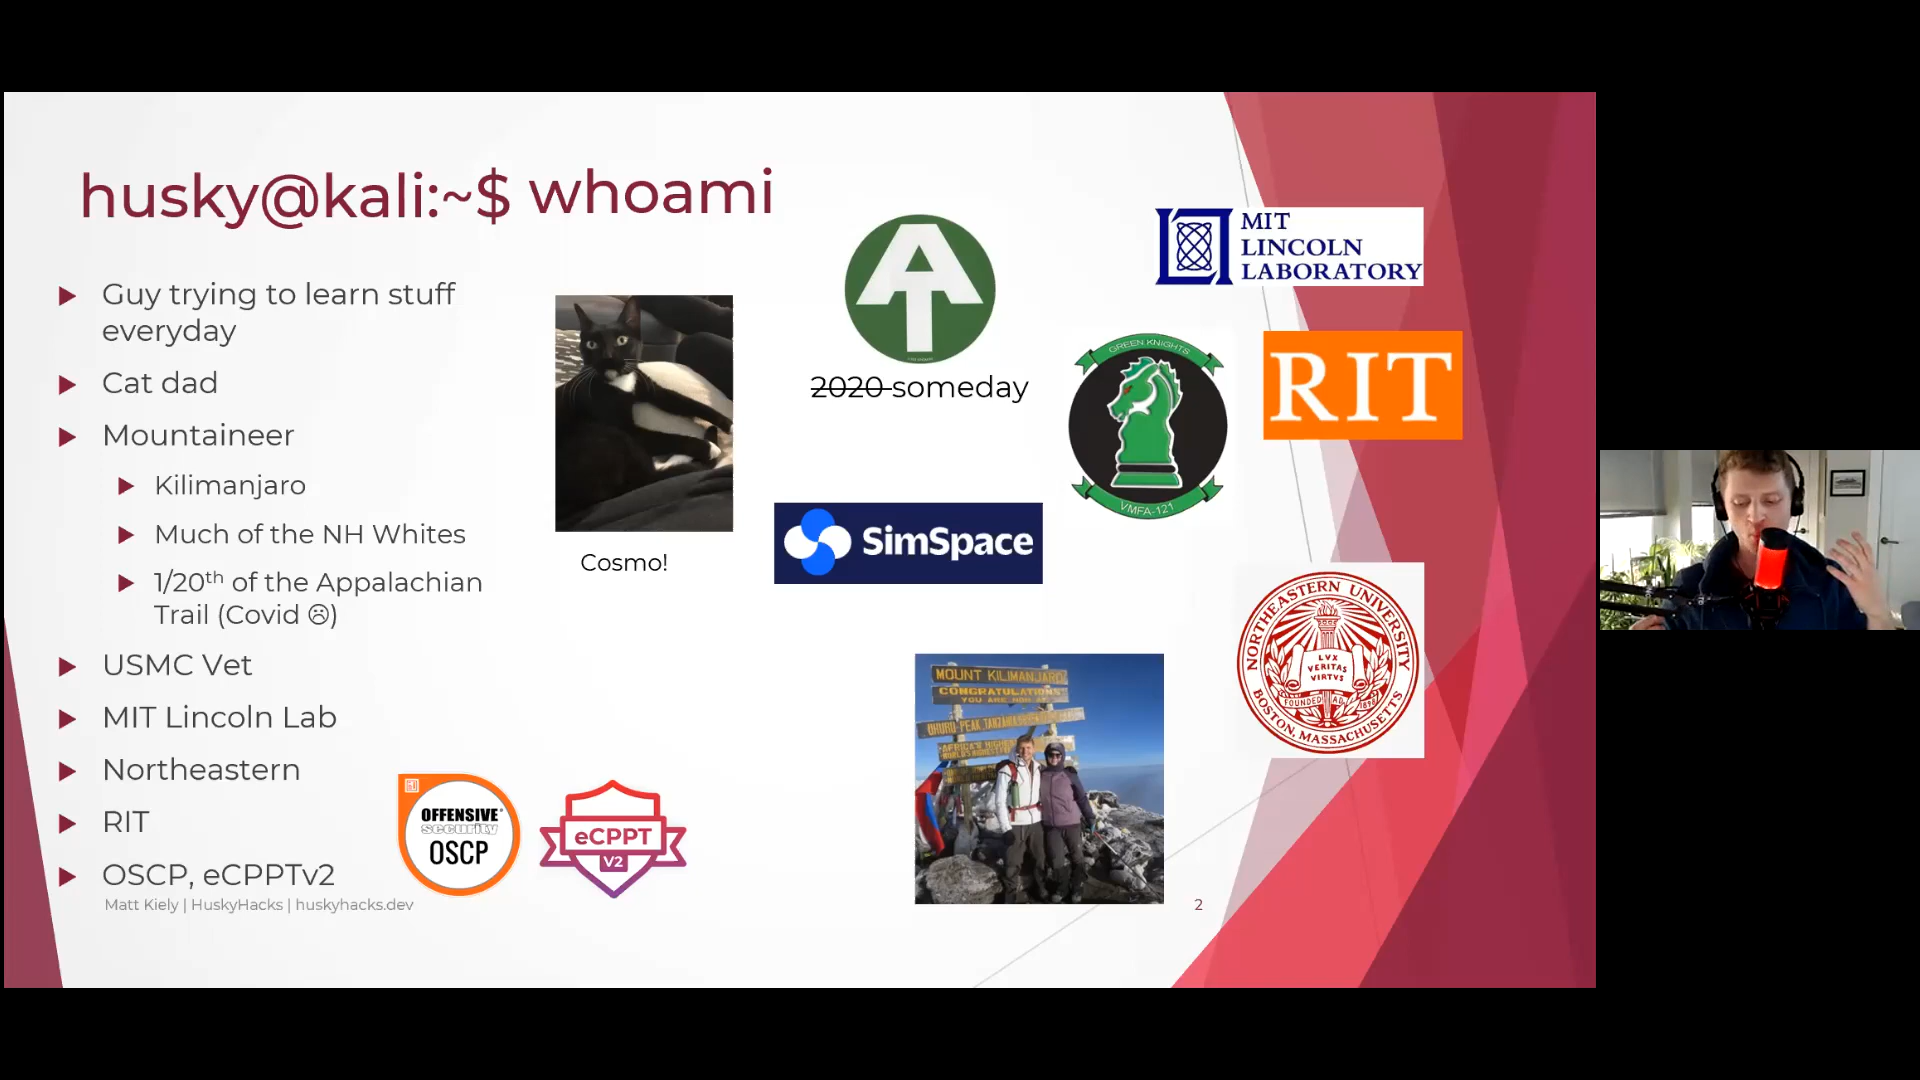 husky@kali:~$ whoami
Guy trying to learn stuff
everyday
Cat dad
Mountaineer
Kilimanjaro
Much of the NH Whites
1/20th of the Appalachian
Trail (Covid ☹)
USMC Vet
MIT Lincoln Lab
Northeastern
RIT
OSCP, eCPPTv2
Matt Kiely | HuskyHacks | huskyhacks.dev
OFFENSIVE
security
OSCP
eCPPT
V2
Cosmo!
AT
2020 someday
SimSpace
GREEN KNIGHTS
VMFA-121
MIT
LINCOLN
LABORATORY
RIT
NORTHEASTERN UNIVERSITY
LVX
VERITAS
VIRTVS
FOUNDED AD 1898
BOSTON, MASSACHUSETTS
MOUNT KILIMANJARO
CONGRATULATIONS
YOU ARE NOW AT
UHURU PEAK TANZANIA
AFRICA'S HIGHEST
2